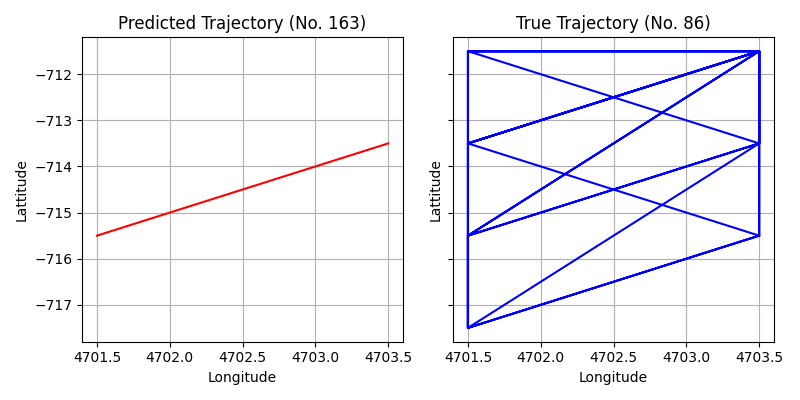 Predicted Trajectory (No. 163)
True Trajectory (No. 86)
Lattitude
−712
−713
−714
−715
−716
−717
4701.5 4702.0 4702.5 4703.0 4703.5
Longitude
Lattitude
4701.5 4702.0 4702.5 4703.0 4703.5
Longitude